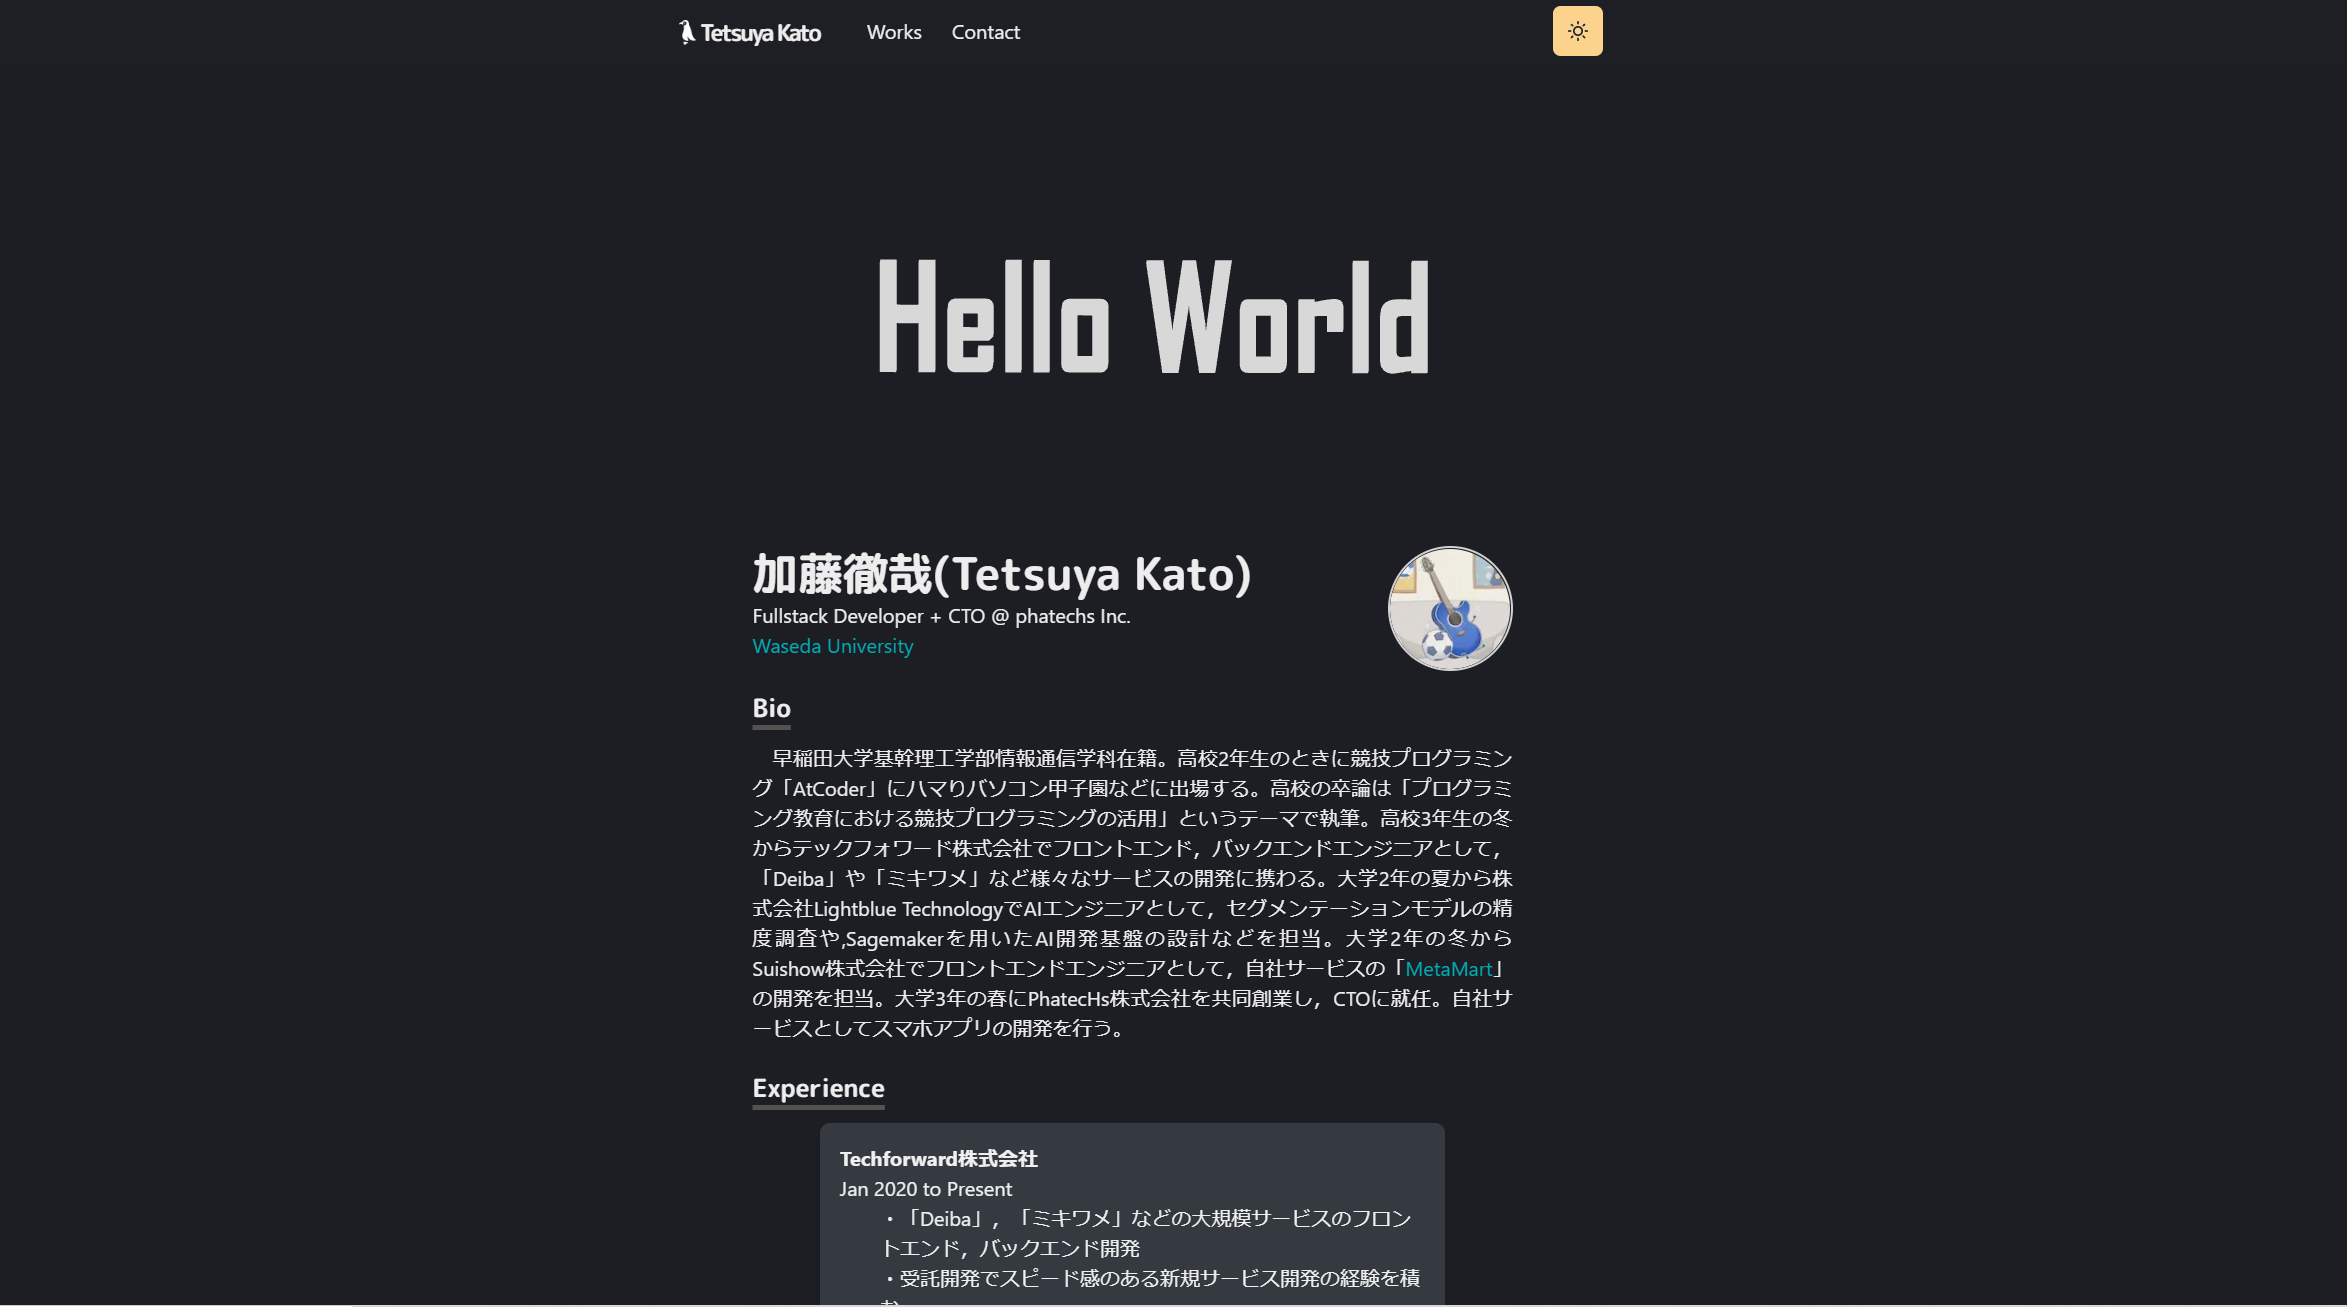 Tetsuya Kato Works Contact
Hello World
加藤徹哉(Tetsuya Kato)
Fullstack Developer + CTO @ phatechs Inc.
Waseda University
Bio
早稲田大学基幹理工学部情報通信学科在籍。高校2年生のときに競技プログラミン
グ「AtCoder」にハマりパソコン甲子園などに出場する。高校の卒論は「プログラミ
ング教育における競技プログラミングの活用」というテーマで執筆。高校3年生の冬
からテックフォワード株式会社でフロントエンド，バックエンドエンジニアとして，
「Deiba」や「ミキワメ」など様々なサービスの開発に携わる。大学2年の夏から株
式会社Lightblue TechnologyでAIエンジニアとして，セグメンテーションモデルの精
度調査や,Sagemakerを用いたAI開発基盤の設計などを担当。大学2年の冬から
Suishow株式会社でフロントエンドエンジニアとして，自社サービスの「MetaMart」
の開発を担当。大学3年の春にPhatecHs株式会社を共同創業し，CTOに就任。自社サ
ービスとしてスマホアプリの開発を行う。
Experience
Techforward株式会社
Jan 2020 to Present
・「Deiba」，「ミキワメ」などの大規模サービスのフロン
トエンド，バックエンド開発
・受託開発でスピード感のある新規サービス開発の経験を積